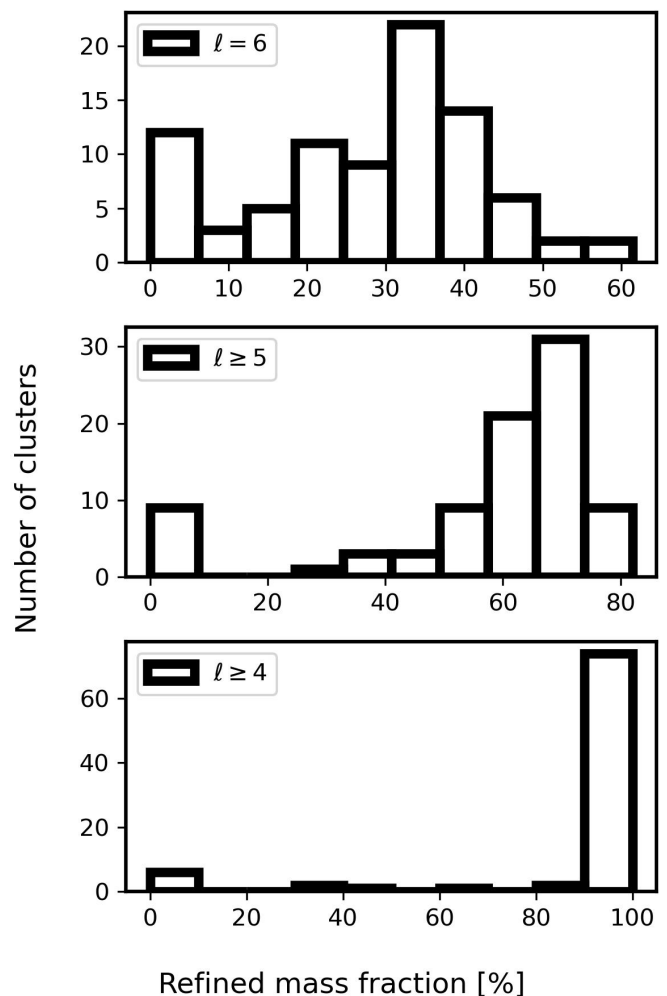 ℓ = 6
20
15
10
5
0
0 10 20 30 40 50 60
ℓ ≥ 5
30
20
10
0
0 20 40 60 80
Number of clusters
ℓ ≥ 4
60
40
20
0
0 20 40 60 80 100
Refined mass fraction [%]